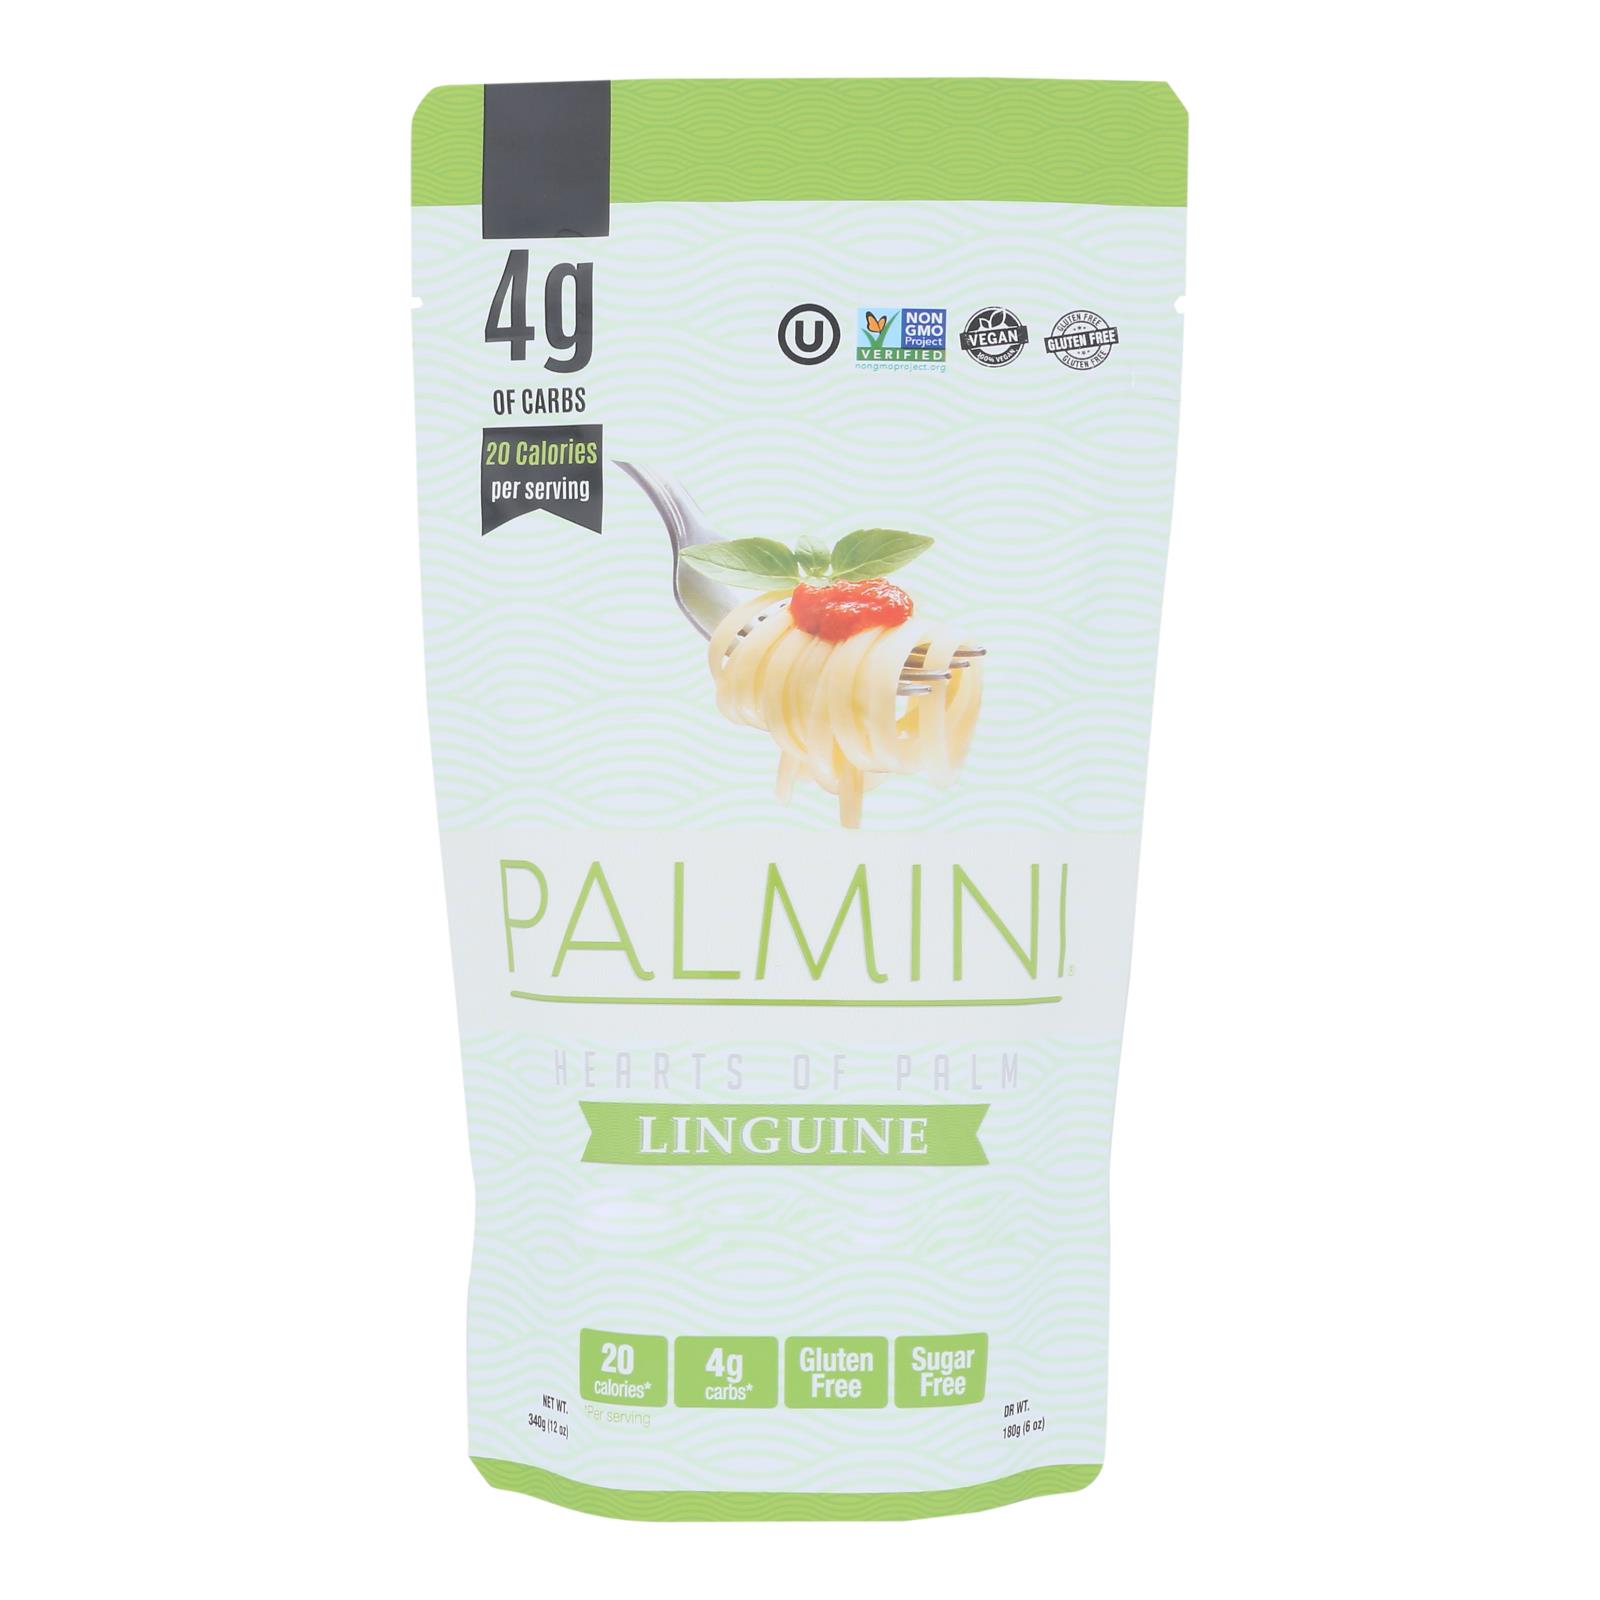 4g
OF CARBS
20 Calories
per serving
U
NON
GMO
Project
VERIFIED
nongmoproject.org
VEGAN
100% VEGAN
GLUTEN FREE
GLUTEN FREE
GLUTEN FREE
PALMINI®
HEARTS OF PALM
LINGUINE
20
calories*
4g
carbs*
Gluten
Free
Sugar
Free
*Per serving
NET WT.
340g (12 oz)
DR WT.
180g (6 oz)